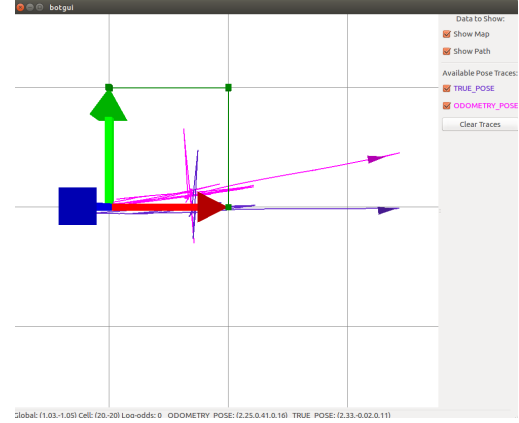 botgui
Data to Show:
Show Map
Show Path
Available Pose Traces:
TRUE_POSE
ODOMETRY_POSE
Clear Traces
Global: (1.03,-1.05) Cell: (20,-20) Log-odds: 0 ODOMETRY_POSE: (2.25,0.41,0.16) TRUE_POSE: (2.33,-0.02,0.11)